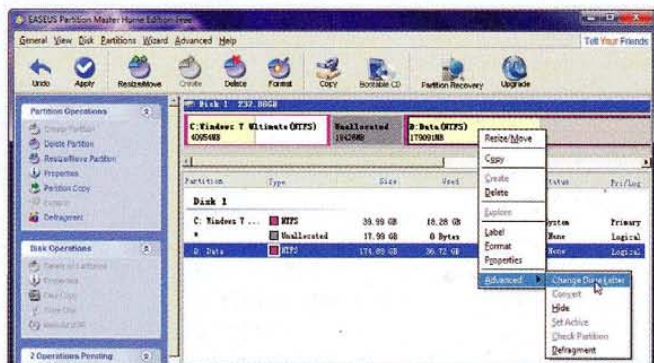 EASEUS Partition Master Home Edition Free
General View Disk Partitions Wizard Advanced Help
Tell Your Friends
Undo Apply Resize/Move Create Delete Format Copy Bootable CD Partition Recovery Upgrade
Partition Operations
Create Partition
Delete Partition
Resize/Move Partition
Properties
Partition Copy
Defragment
Disk Operations
Properties
2 Operations Pending
Disk 1 232.88GB
C:Windows 7 Ultimate(NTFS)
40954MB
Unallocated
D:Data(NTFS)
179091MB
Partition Type Size Used Status Pri/Log
Disk 1
C: Windows 7 ... NTFS 39.99 GB 18.28 GB System Primary
* Unallocated 17.99 GB 0 Bytes None Logical
D: Data NTFS 174.89 GB 36.72 GB None Logical
Resize/Move
Copy
Create
Delete
Explore
Label
Format
Properties
Advanced
Change Drive Letter
Convert
Hide
Set Active
Check Partition
Defragment